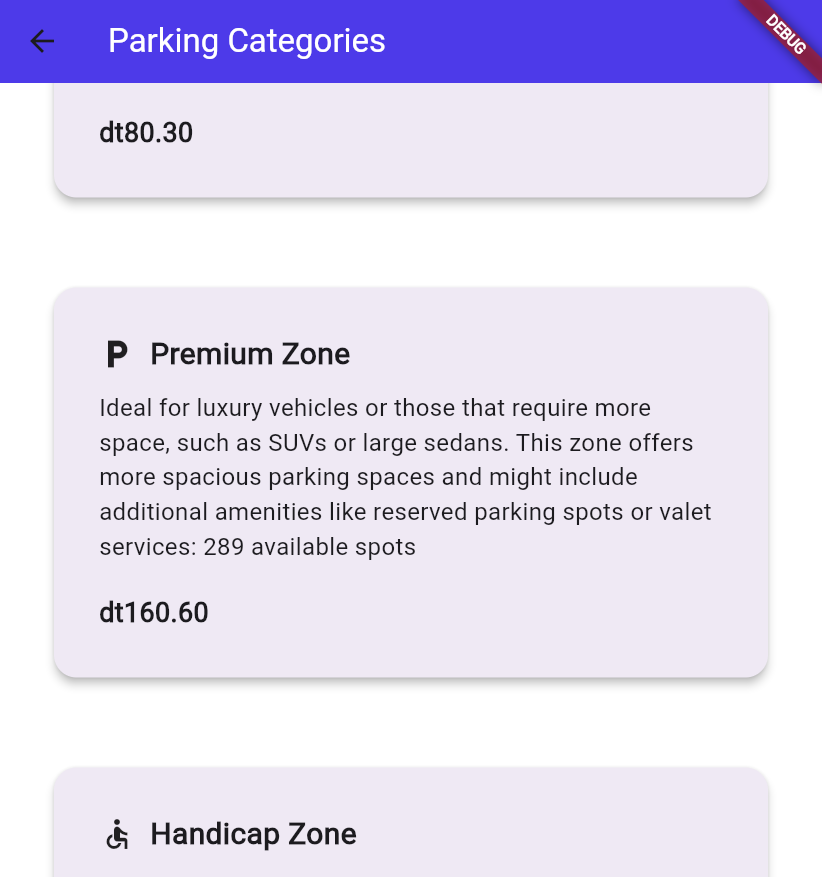 Parking Categories
DEBUG
dt80.30
P Premium Zone
Ideal for luxury vehicles or those that require more
space, such as SUVs or large sedans. This zone offers
more spacious parking spaces and might include
additional amenities like reserved parking spots or valet
services: 289 available spots
dt160.60
Handicap Zone